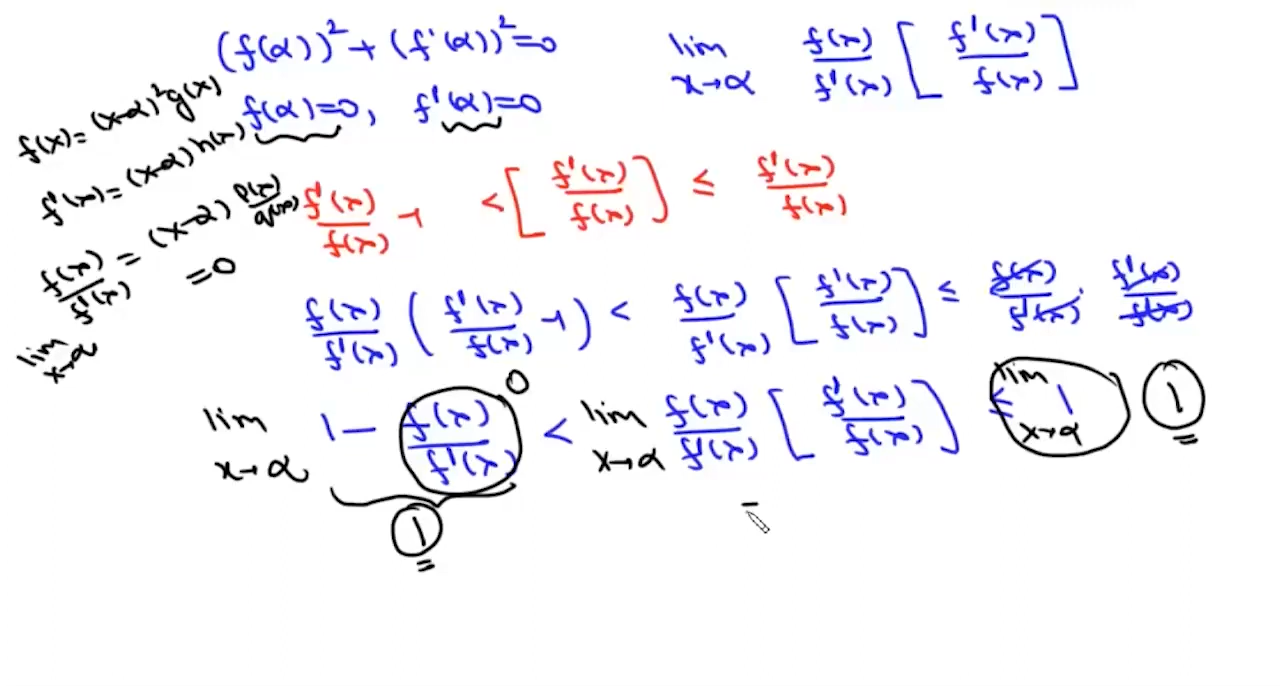 (f(α))² + (f'(α))² = 0
lim x→α f(x)/f'(x) [ f'(x)/f(x) ]
f(α) = 0, f'(α) = 0
f(x) = (x-α)² g(x)
f'(x) = (x-α) h(x)
lim x→α f(x)/f'(x) = (x-α) p(x)/q(x) = 0
f'(x)/f(x) - 1 < [ f'(x)/f(x) ] ≤ f'(x)/f(x)
f(x)/f'(x) ( f'(x)/f(x) - 1 ) < f(x)/f'(x) [ f'(x)/f(x) ] ≤ f(x)/f'(x) · f'(x)/f(x)
0
lim x→α 1 - f(x)/f'(x) < lim x→α f(x)/f'(x) [ f'(x)/f(x) ] ≤ lim x→α 1 1
1